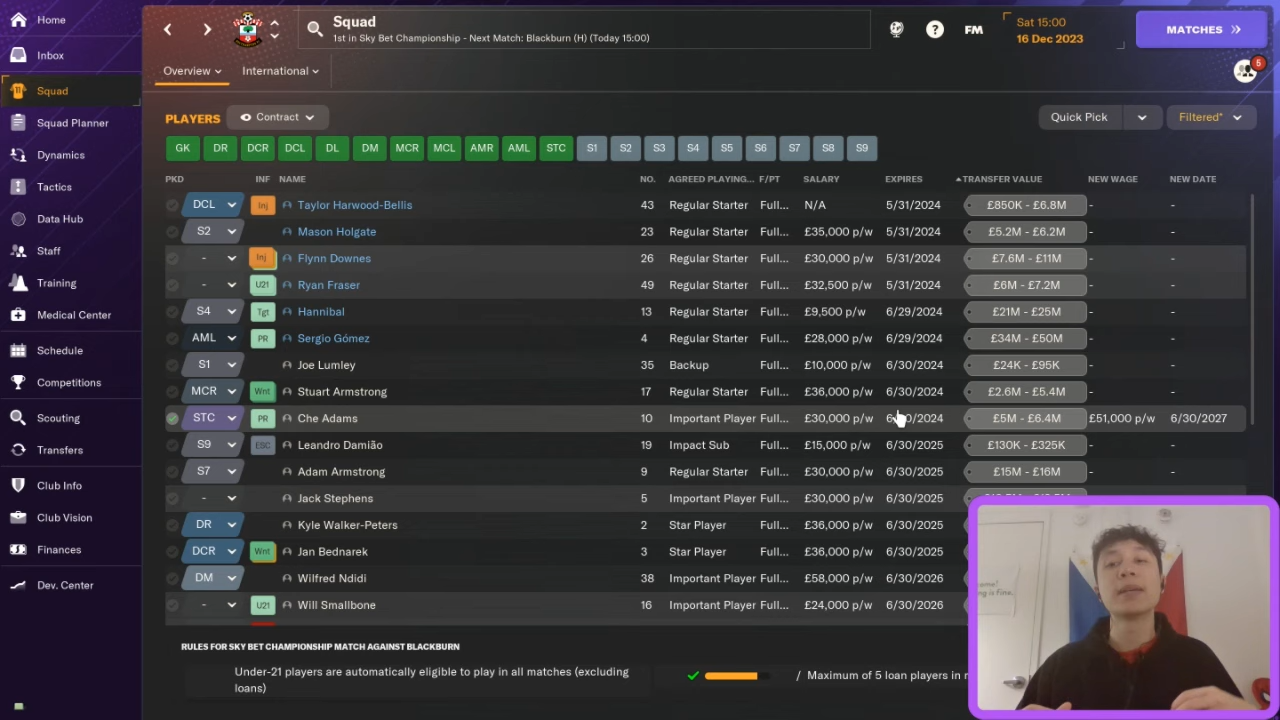 Home
Inbox
Squad
Squad Planner
Dynamics
Tactics
Data Hub
Staff
Training
Medical Center
Schedule
Competitions
Scouting
Transfers
Club Info
Club Vision
Finances
Dev. Center
Squad
1st in Sky Bet Championship - Next Match: Blackburn (H) (Today 15:00)
? FM
Sat 15:00
16 Dec 2023
MATCHES
5
Overview International
PLAYERS Contract Quick Pick Filtered*
GK DR DCR DCL DL DM MCR MCL AMR AML STC S1 S2 S3 S4 S5 S6 S7 S8 S9
PKD INF NAME NO. AGREED PLAYING... F/PT SALARY EXPIRES TRANSFER VALUE NEW WAGE NEW DATE
DCL Inj Taylor Harwood-Bellis 43 Regular Starter Full... N/A 5/31/2024 £850K - £6.8M - -
S2 Mason Holgate 23 Regular Starter Full... £35,000 p/w 5/31/2024 £5.2M - £6.2M - -
- Inj Flynn Downes 26 Regular Starter Full... £30,000 p/w 5/31/2024 £7.6M - £11M - -
- U21 Ryan Fraser 49 Regular Starter Full... £32,500 p/w 5/31/2024 £6M - £7.2M - -
S4 Tgt Hannibal 13 Regular Starter Full... £9,500 p/w 6/29/2024 £21M - £25M - -
AML PR Sergio Gómez 4 Regular Starter Full... £28,000 p/w 6/29/2024 £34M - £50M - -
S1 Joe Lumley 35 Backup Full... £10,000 p/w 6/30/2024 £24K - £95K - -
MCR Wnt Stuart Armstrong 17 Regular Starter Full... £36,000 p/w 6/30/2024 £2.6M - £5.4M - -
STC PR Che Adams 10 Important Player Full... £30,000 p/w 6/30/2024 £5M - £6.4M £51,000 p/w 6/30/2027
S9 ESC Leandro Damião 19 Impact Sub Full... £15,000 p/w 6/30/2025 £130K - £325K - -
S7 Adam Armstrong 9 Regular Starter Full... £30,000 p/w 6/30/2025 £15M - £16M - -
- Jack Stephens 5 Important Player Full... £30,000 p/w 6/30/2025
DR Kyle Walker-Peters 2 Star Player Full... £36,000 p/w 6/30/2025
DCR Wnt Jan Bednarek 3 Star Player Full... £36,000 p/w 6/30/2025
DM Wilfred Ndidi 38 Important Player Full... £58,000 p/w 6/30/2026
- U21 Will Smallbone 16 Important Player Full... £24,000 p/w 6/30/2026
RULES FOR SKY BET CHAMPIONSHIP MATCH AGAINST BLACKBURN
Under-21 players are automatically eligible to play in all matches (excluding
loans)
/ Maximum of 5 loan players in